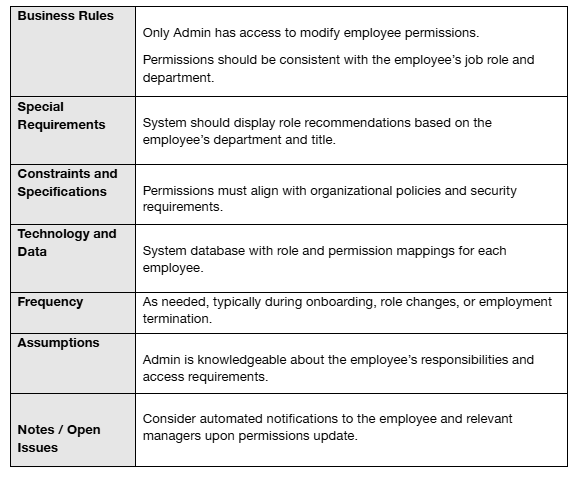 Business Rules
Only Admin has access to modify employee permissions.
Permissions should be consistent with the employee’s job role and
department.
Special
Requirements
System should display role recommendations based on the
employee’s department and title.
Constraints and
Specifications
Permissions must align with organizational policies and security
requirements.
Technology and
Data
System database with role and permission mappings for each
employee.
Frequency
As needed, typically during onboarding, role changes, or employment
termination.
Assumptions
Admin is knowledgeable about the employee’s responsibilities and
access requirements.
Notes / Open
Issues
Consider automated notifications to the employee and relevant
managers upon permissions update.